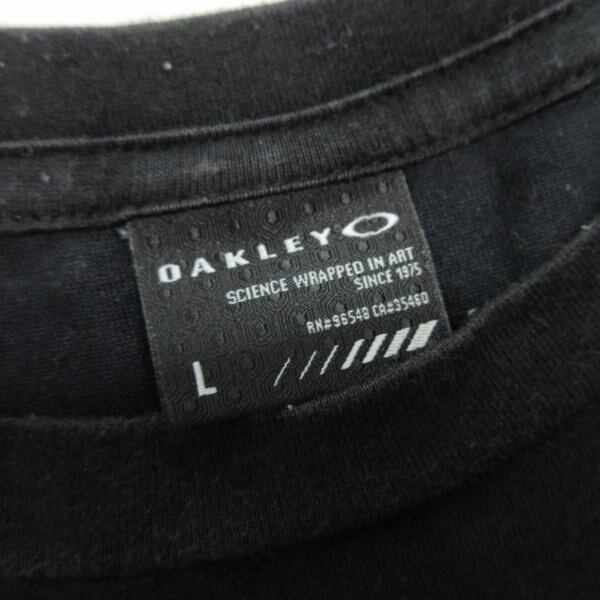 OAKLEY
SCIENCE WRAPPED IN ART
SINCE 1975
RN#96548 CA#35460
L